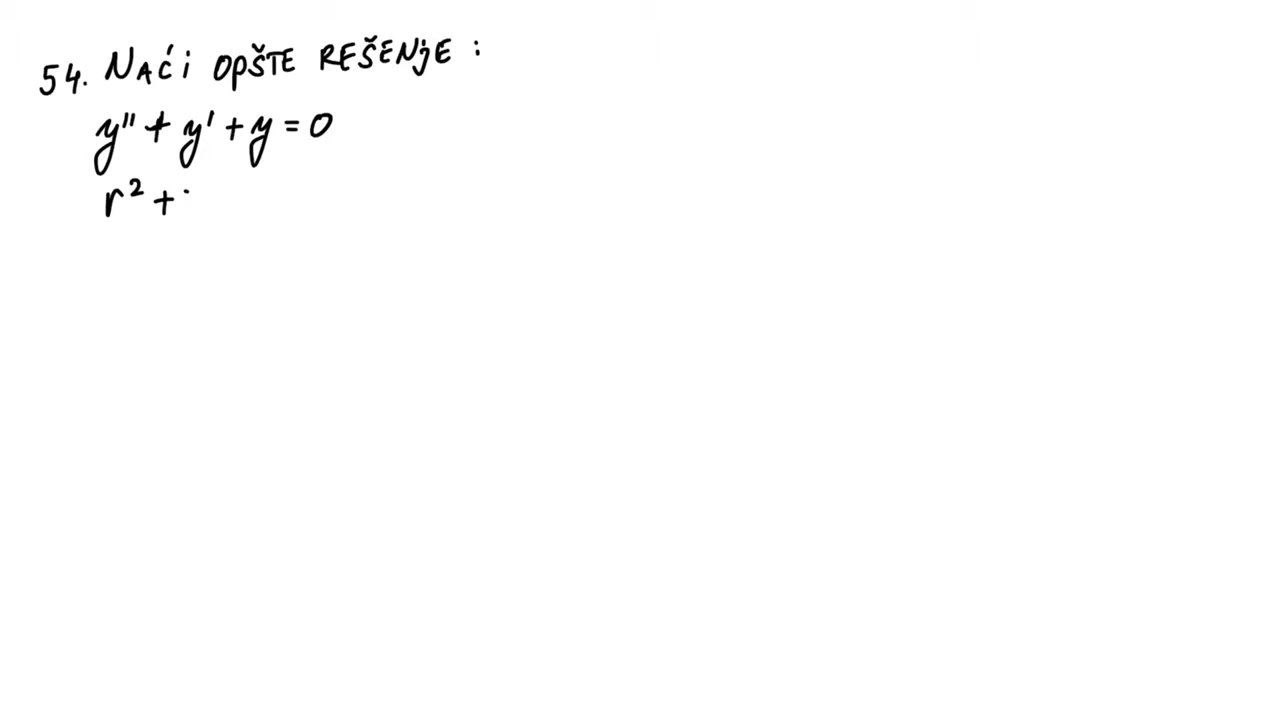 54. NAĆi OPŠTE REŠENjE :
y'' + y' + y = 0
r² +